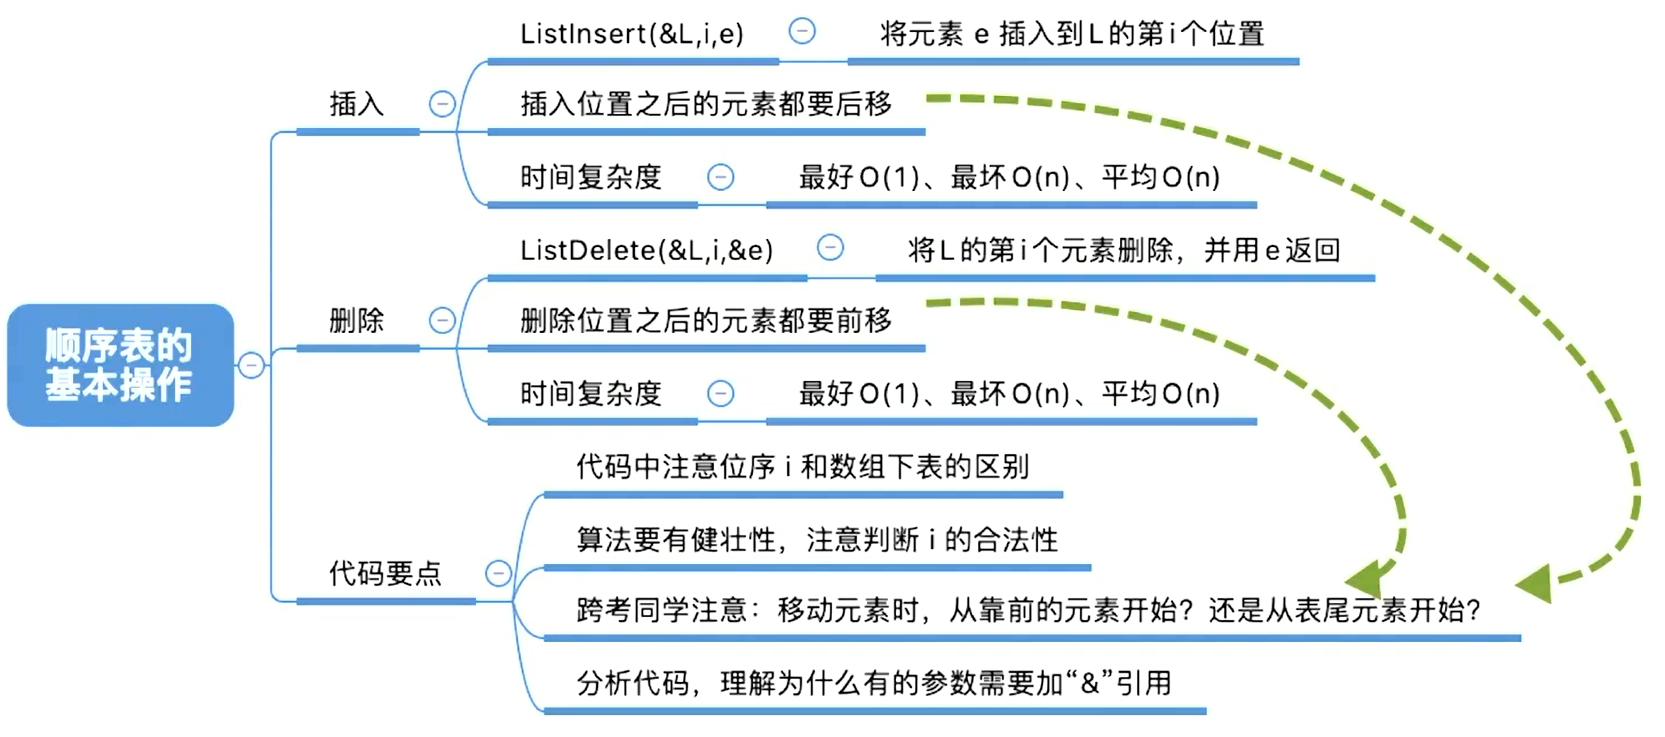 顺序表的
基本操作
插入
ListInsert(&L,i,e)
将元素 e 插入到L的第i个位置
插入位置之后的元素都要后移
时间复杂度
最好O(1)、最坏O(n)、平均O(n)
删除
ListDelete(&L,i,&e)
将L的第i个元素删除，并用e返回
删除位置之后的元素都要前移
时间复杂度
最好O(1)、最坏O(n)、平均O(n)
代码要点
代码中注意位序 i 和数组下表的区别
算法要有健壮性，注意判断 i 的合法性
跨考同学注意：移动元素时，从靠前的元素开始？还是从表尾元素开始？
分析代码，理解为什么有的参数需要加“&”引用